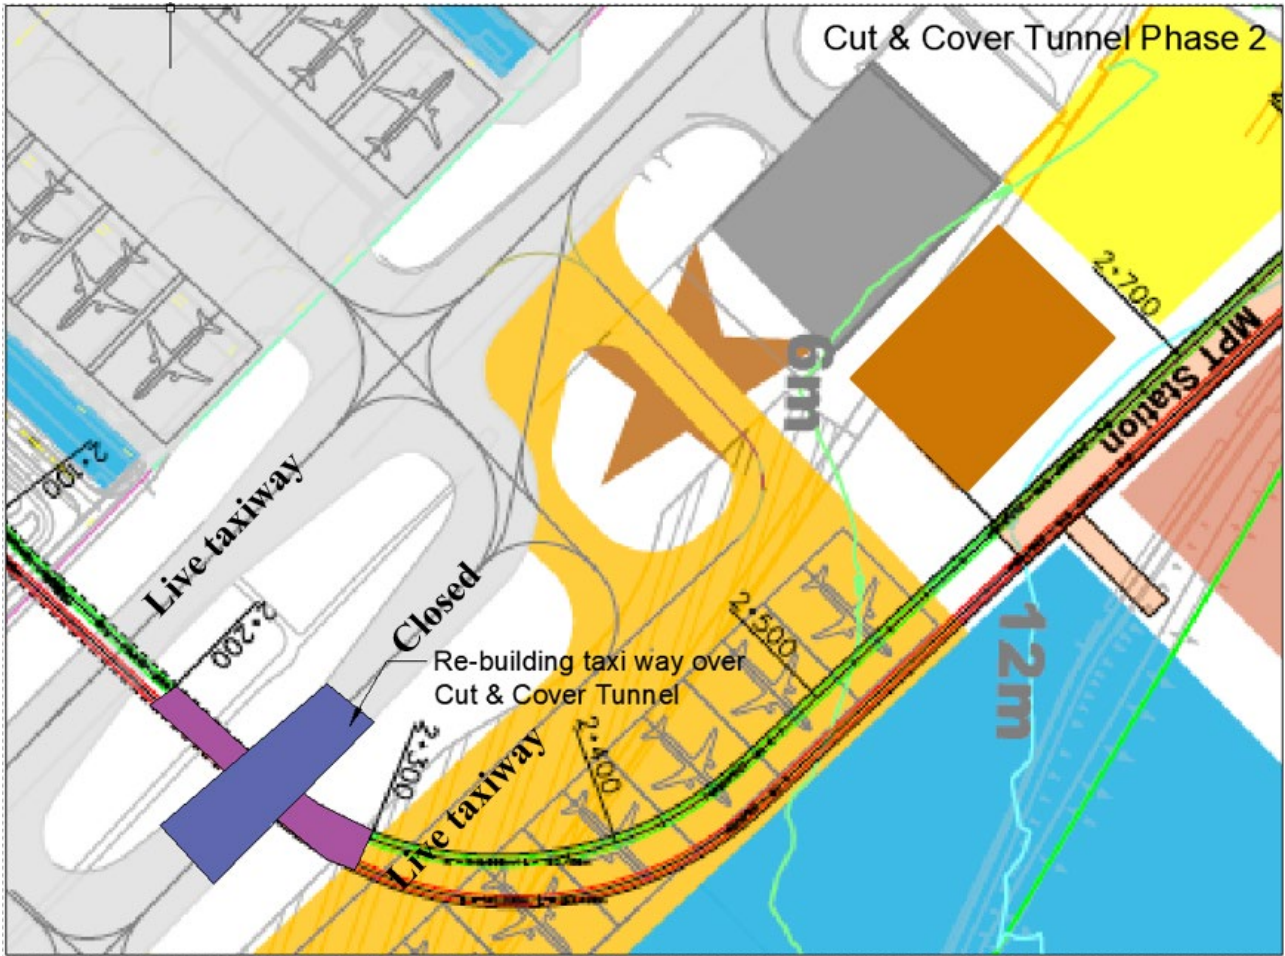 Cut & Cover Tunnel Phase 2
2+700
MPT Station
6m
2+100
Live taxiway
Closed
2+200
Re-building taxi way over
Cut & Cover Tunnel
2+500
12m
2+300
2+400
Live taxiway